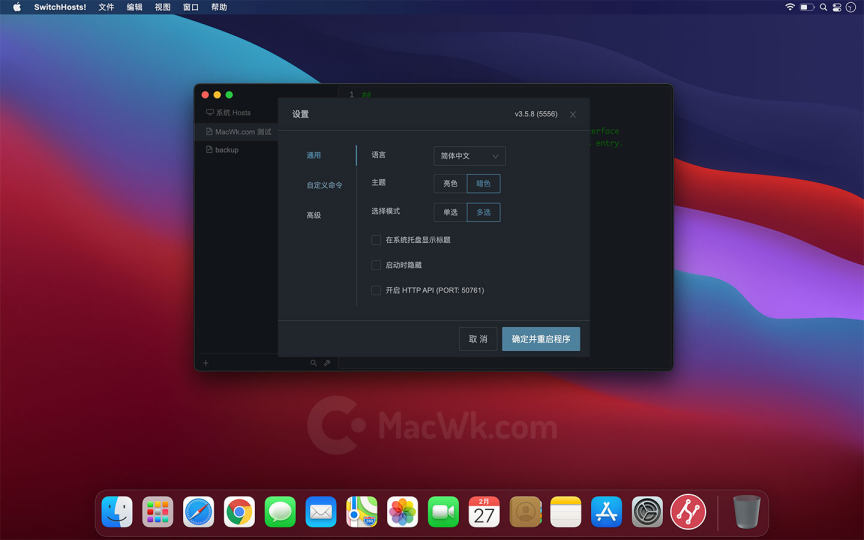 SwitchHosts! 文件 编辑 视图 窗口 帮助
1 ##
系统 Hosts
MacWk.com 测试
backup
erface
entry.
设置 v3.5.8 (5556)
通用
自定义命令
高级
语言 简体中文
主题 亮色 暗色
选择模式 单选 多选
在系统托盘显示标题
启动时隐藏
开启 HTTP API (PORT: 50761)
取消 确定并重启程序
MacWk.com
2月
27